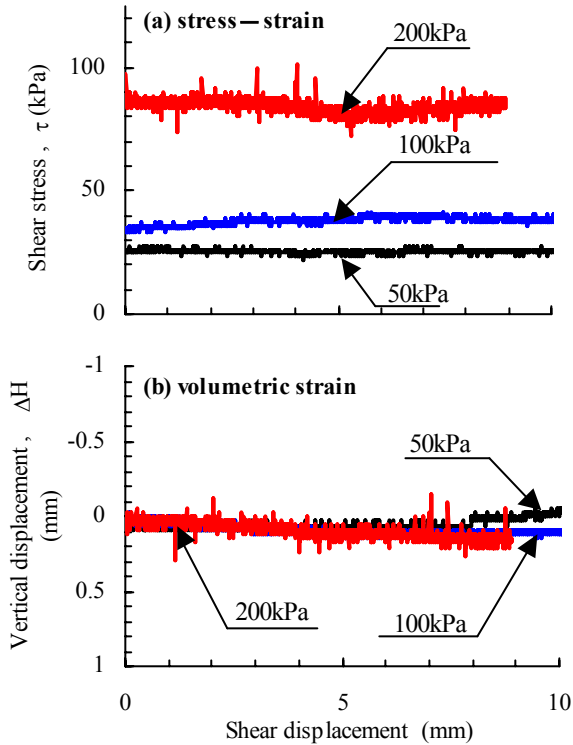 (a) stress—strain
200kPa
100
100kPa
50
50kPa
0
Shear stress , τ (kPa)
-1
(b) volumetric strain
50kPa
-0.5
0
0.5
200kPa
100kPa
1
Vertical displacement , ΔH
(mm)
0
5
10
Shear displacement (mm)